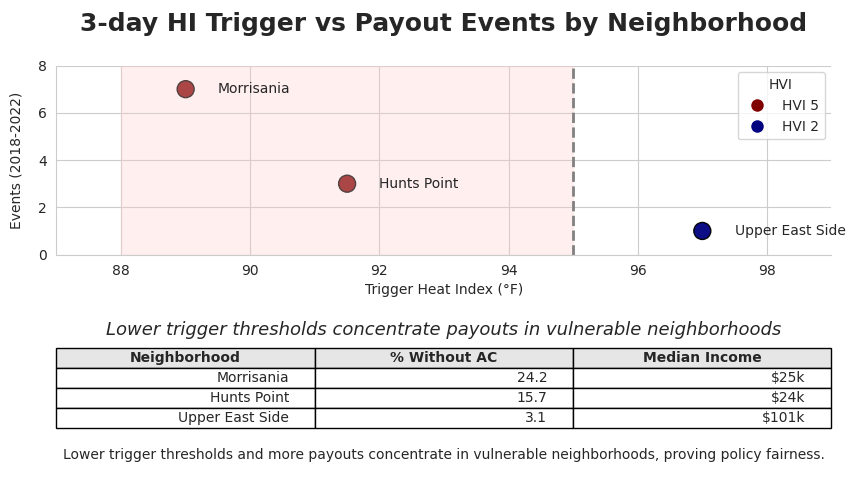 3-day HI Trigger vs Payout Events by Neighborhood
Events (2018-2022)
8
6
4
2
0
Morrisania
Hunts Point
Upper East Side
HVI
HVI 5
HVI 2
88 90 92 94 96 98
Trigger Heat Index (°F)
Lower trigger thresholds concentrate payouts in vulnerable neighborhoods
Neighborhood % Without AC Median Income
Morrisania 24.2 $25k
Hunts Point 15.7 $24k
Upper East Side 3.1 $101k
Lower trigger thresholds and more payouts concentrate in vulnerable neighborhoods, proving policy fairness.